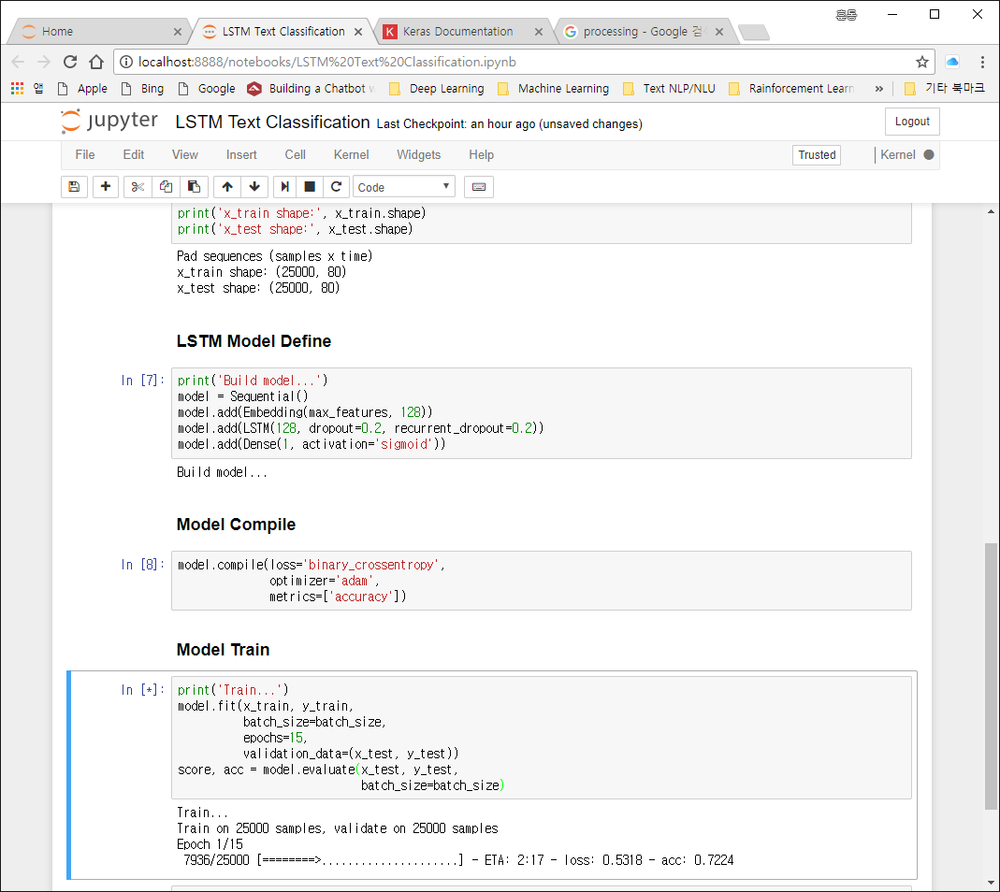 홍롱
Home
LSTM Text Classification
Keras Documentation
processing - Google 검
localhost:8888/notebooks/LSTM%20Text%20Classification.ipynb
앱 Apple Bing Google Building a Chatbot w Deep Learning Machine Learning Text NLP/NLU Rainforcement Learn » 기타 북마크
jupyter LSTM Text Classification Last Checkpoint: an hour ago (unsaved changes) Logout
File Edit View Insert Cell Kernel Widgets Help Trusted Kernel
Code
print('x_train shape:', x_train.shape)
print('x_test shape:', x_test.shape)
Pad sequences (samples x time)
x_train shape: (25000, 80)
x_test shape: (25000, 80)
LSTM Model Define
In [7]: print('Build model...')
model = Sequential()
model.add(Embedding(max_features, 128))
model.add(LSTM(128, dropout=0.2, recurrent_dropout=0.2))
model.add(Dense(1, activation='sigmoid'))
Build model...
Model Compile
In [8]: model.compile(loss='binary_crossentropy',
optimizer='adam',
metrics=['accuracy'])
Model Train
In [*]: print('Train...')
model.fit(x_train, y_train,
batch_size=batch_size,
epochs=15,
validation_data=(x_test, y_test))
score, acc = model.evaluate(x_test, y_test,
batch_size=batch_size)
Train...
Train on 25000 samples, validate on 25000 samples
Epoch 1/15
7936/25000 [========>.....................] - ETA: 2:17 - loss: 0.5318 - acc: 0.7224